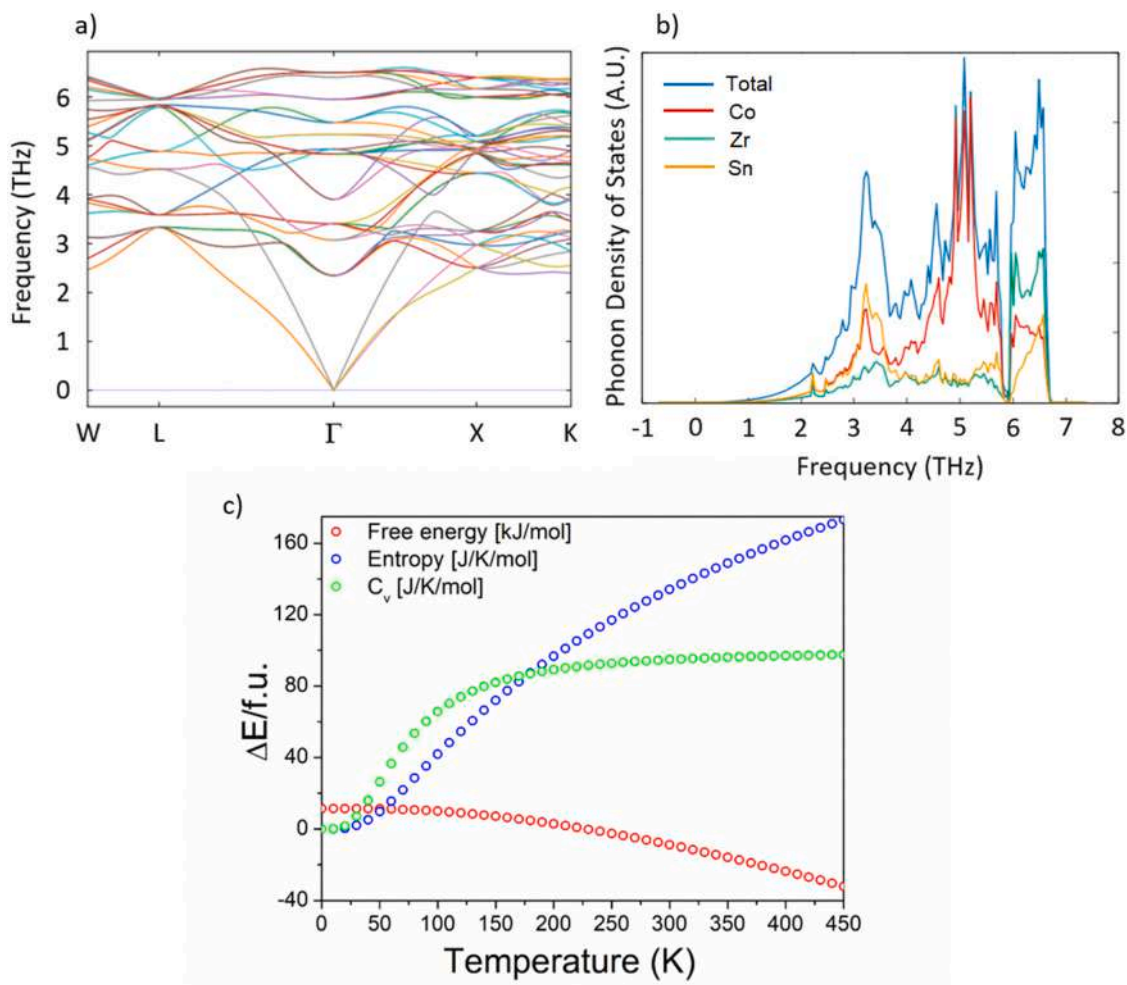 a)
Frequency (THz)
6
5
4
3
2
1
0
W L Γ X K
b)
Phonon Density of States (A.U.)
Total
Co
Zr
Sn
-1 0 1 2 3 4 5 6 7 8
Frequency (THz)
c)
ΔE/f.u.
160
120
80
40
0
-40
Free energy [kJ/mol]
Entropy [J/K/mol]
Cv [J/K/mol]
0 50 100 150 200 250 300 350 400 450
Temperature (K)